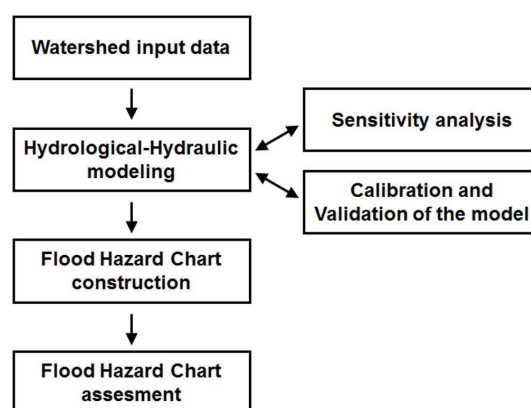 Watershed input data
Hydrological-Hydraulic
modeling
Sensitivity analysis
Calibration and
Validation of the model
Flood Hazard Chart
construction
Flood Hazard Chart
assesment